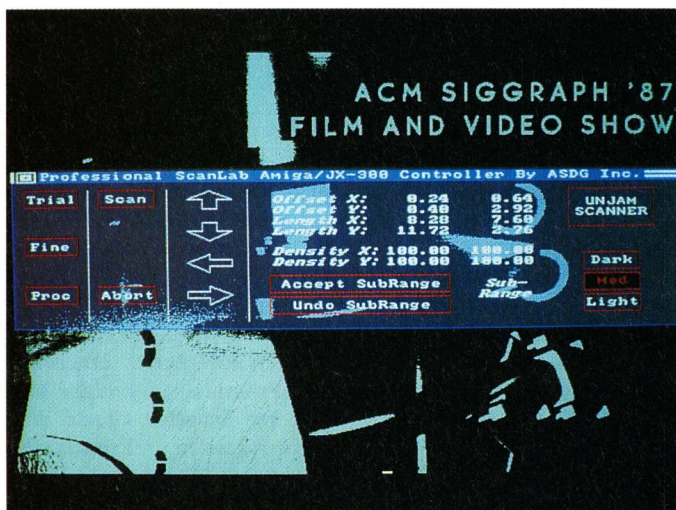 ACM SIGGRAPH '87
FILM AND VIDEO SHOW
Professional ScanLab Amiga/JX-300 Controller By ASDG Inc.
Trial Scan
Fine
Proc Abort
Offset X: 0.24 0.64
Offset Y: 0.48 2.92
Length X: 8.28 7.60
Length Y: 11.72 2.76
Density X: 100.00 100.00
Density Y: 100.00 100.00
Accept SubRange
Undo SubRange
Sub-
Range
UNJAM
SCANNER
Dark
Med
Light